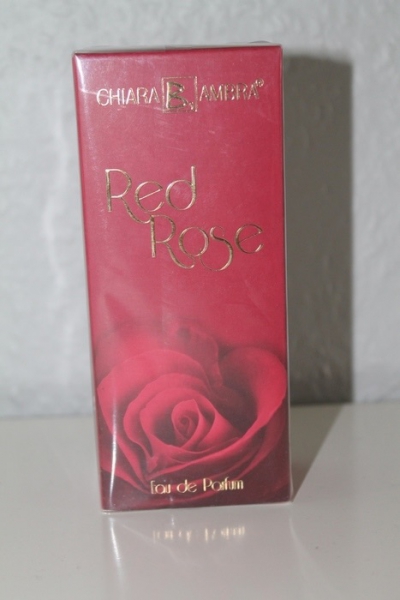 CHIARA AMBRA®
Red
Rose
Eau de Parfum